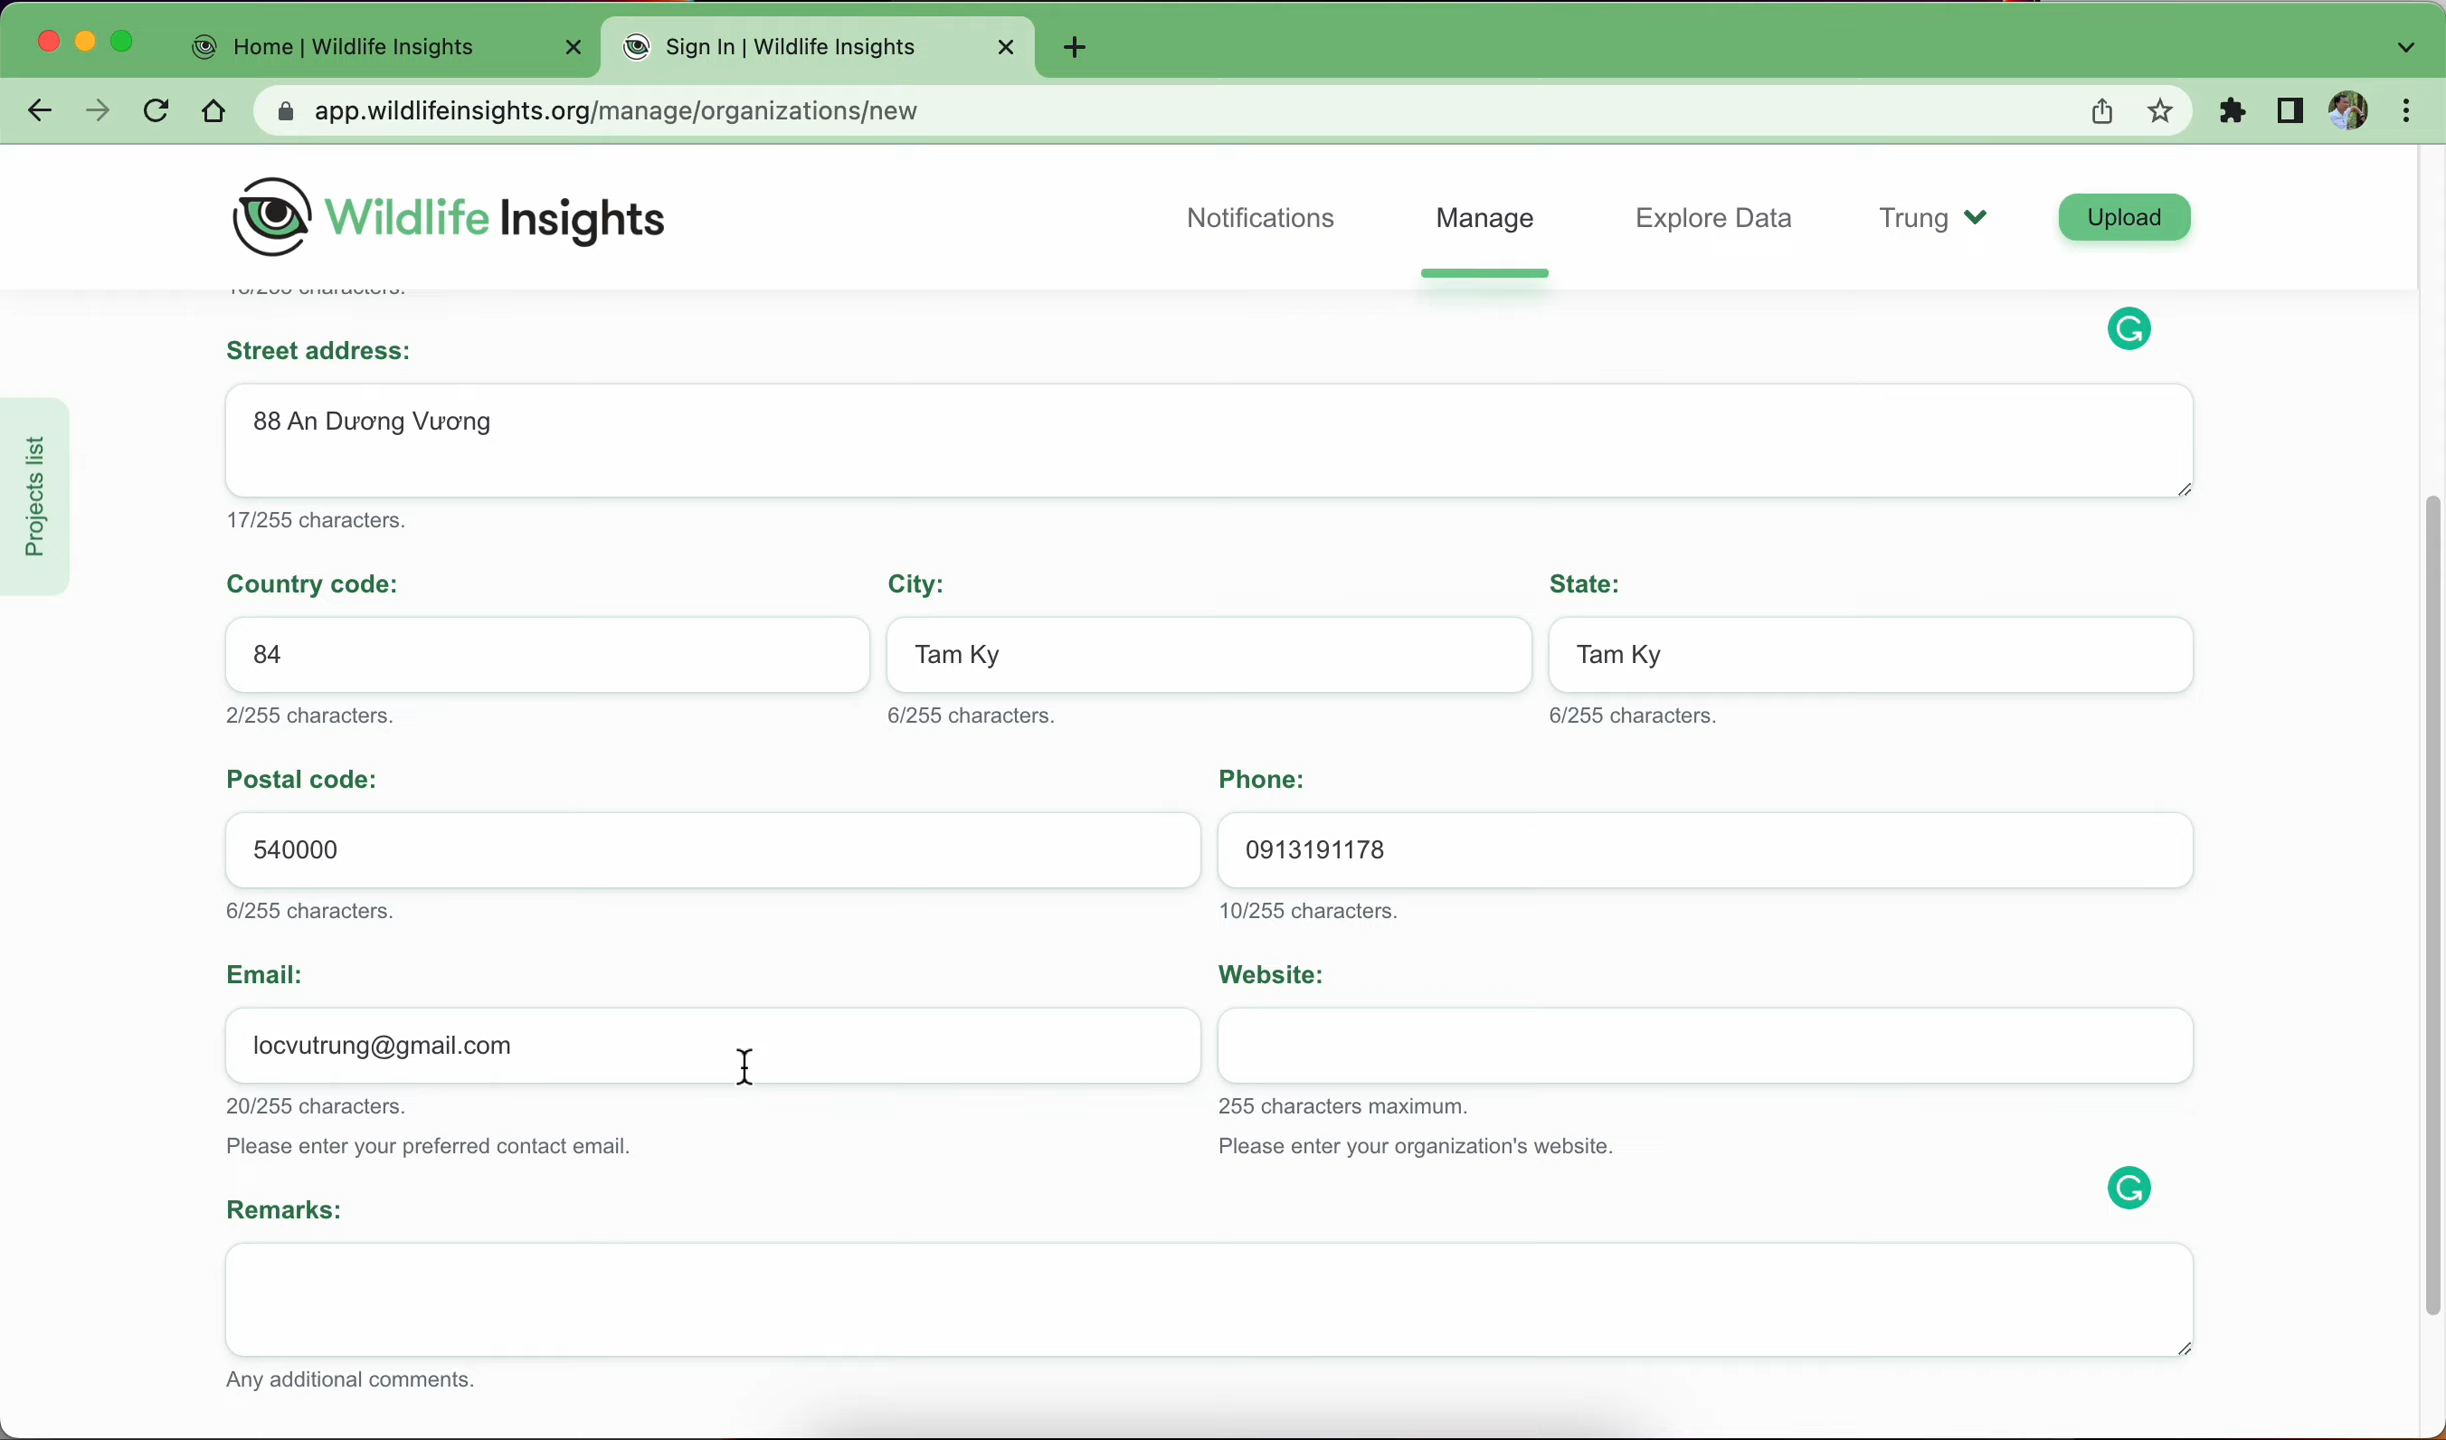 Home | Wildlife Insights
Sign In | Wildlife Insights
app.wildlifeinsights.org/manage/organizations/new
Wildlife Insights
Notifications
Manage
Explore Data
Trung
Upload
characters.
Street address:
88 An Dương Vương
17/255 characters.
Projects list
Country code:
City:
State:
84
Tam Ky
Tam Ky
2/255 characters.
6/255 characters.
6/255 characters.
Postal code:
Phone:
540000
0913191178
6/255 characters.
10/255 characters.
Email:
Website:
locvutrung@gmail.com
20/255 characters.
255 characters maximum.
Please enter your preferred contact email.
Please enter your organization's website.
Remarks:
Any additional comments.